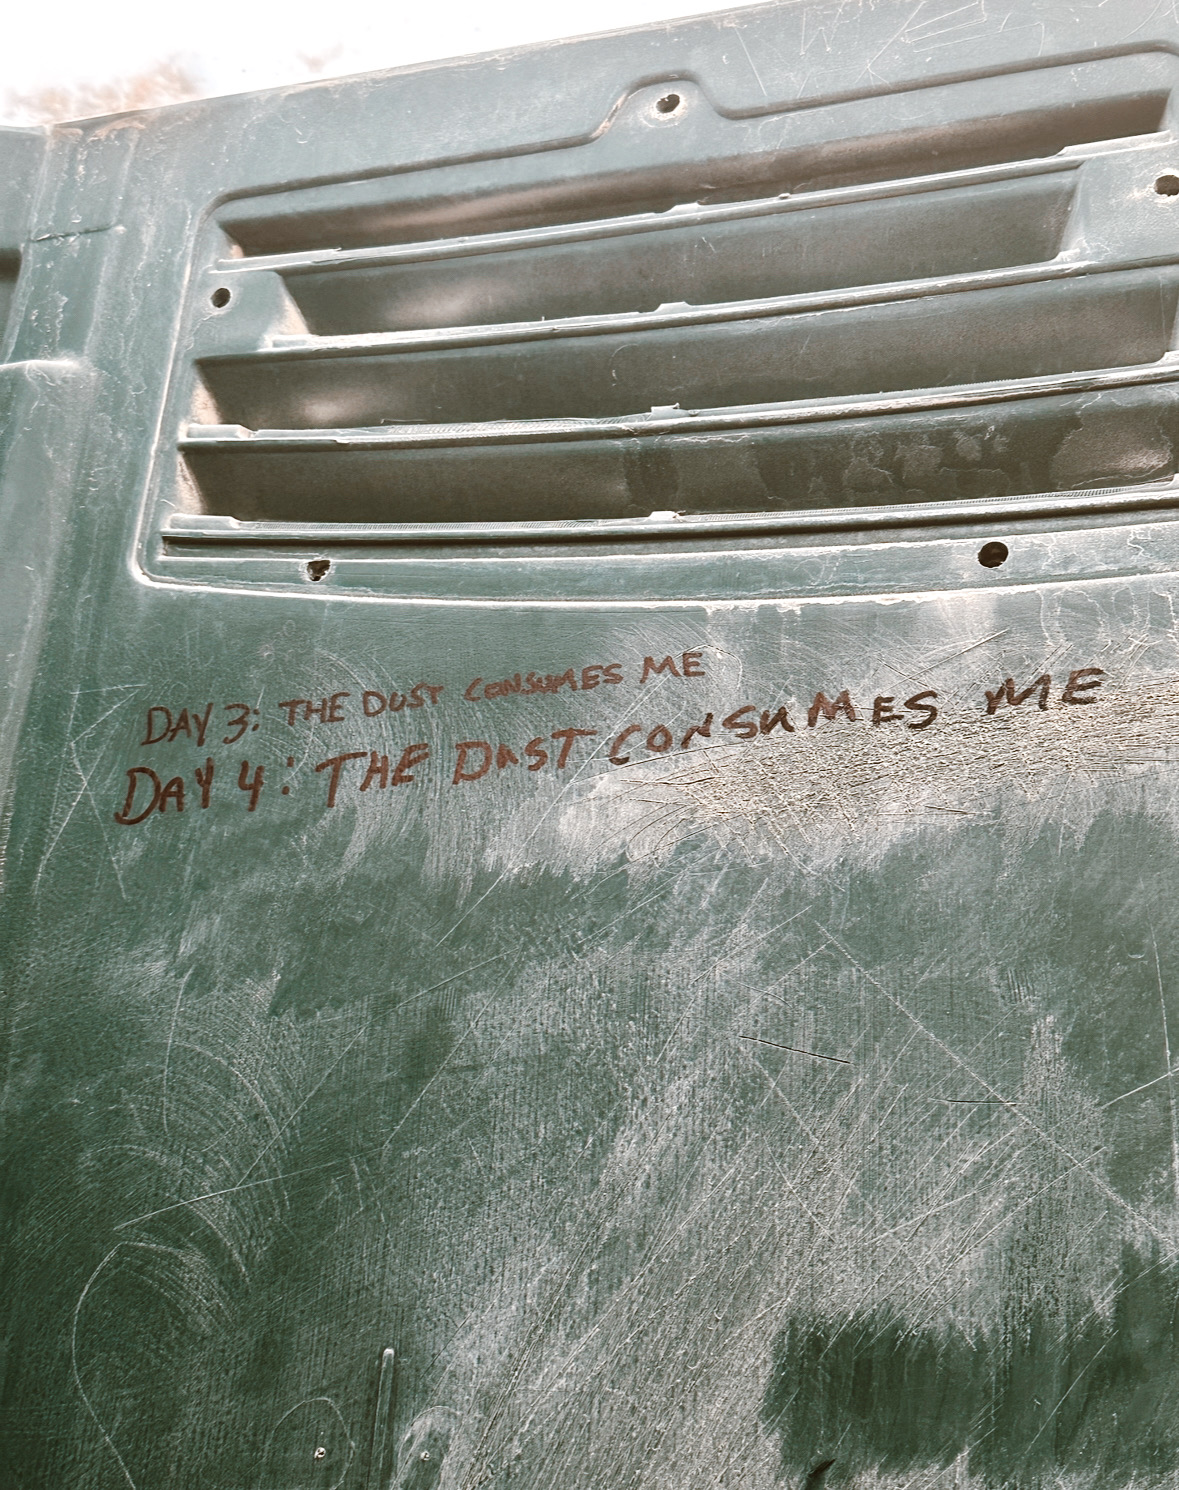 DAY 3: THE DUST CONSUMES ME
DAY 4: THE DUST CONSUMES ME